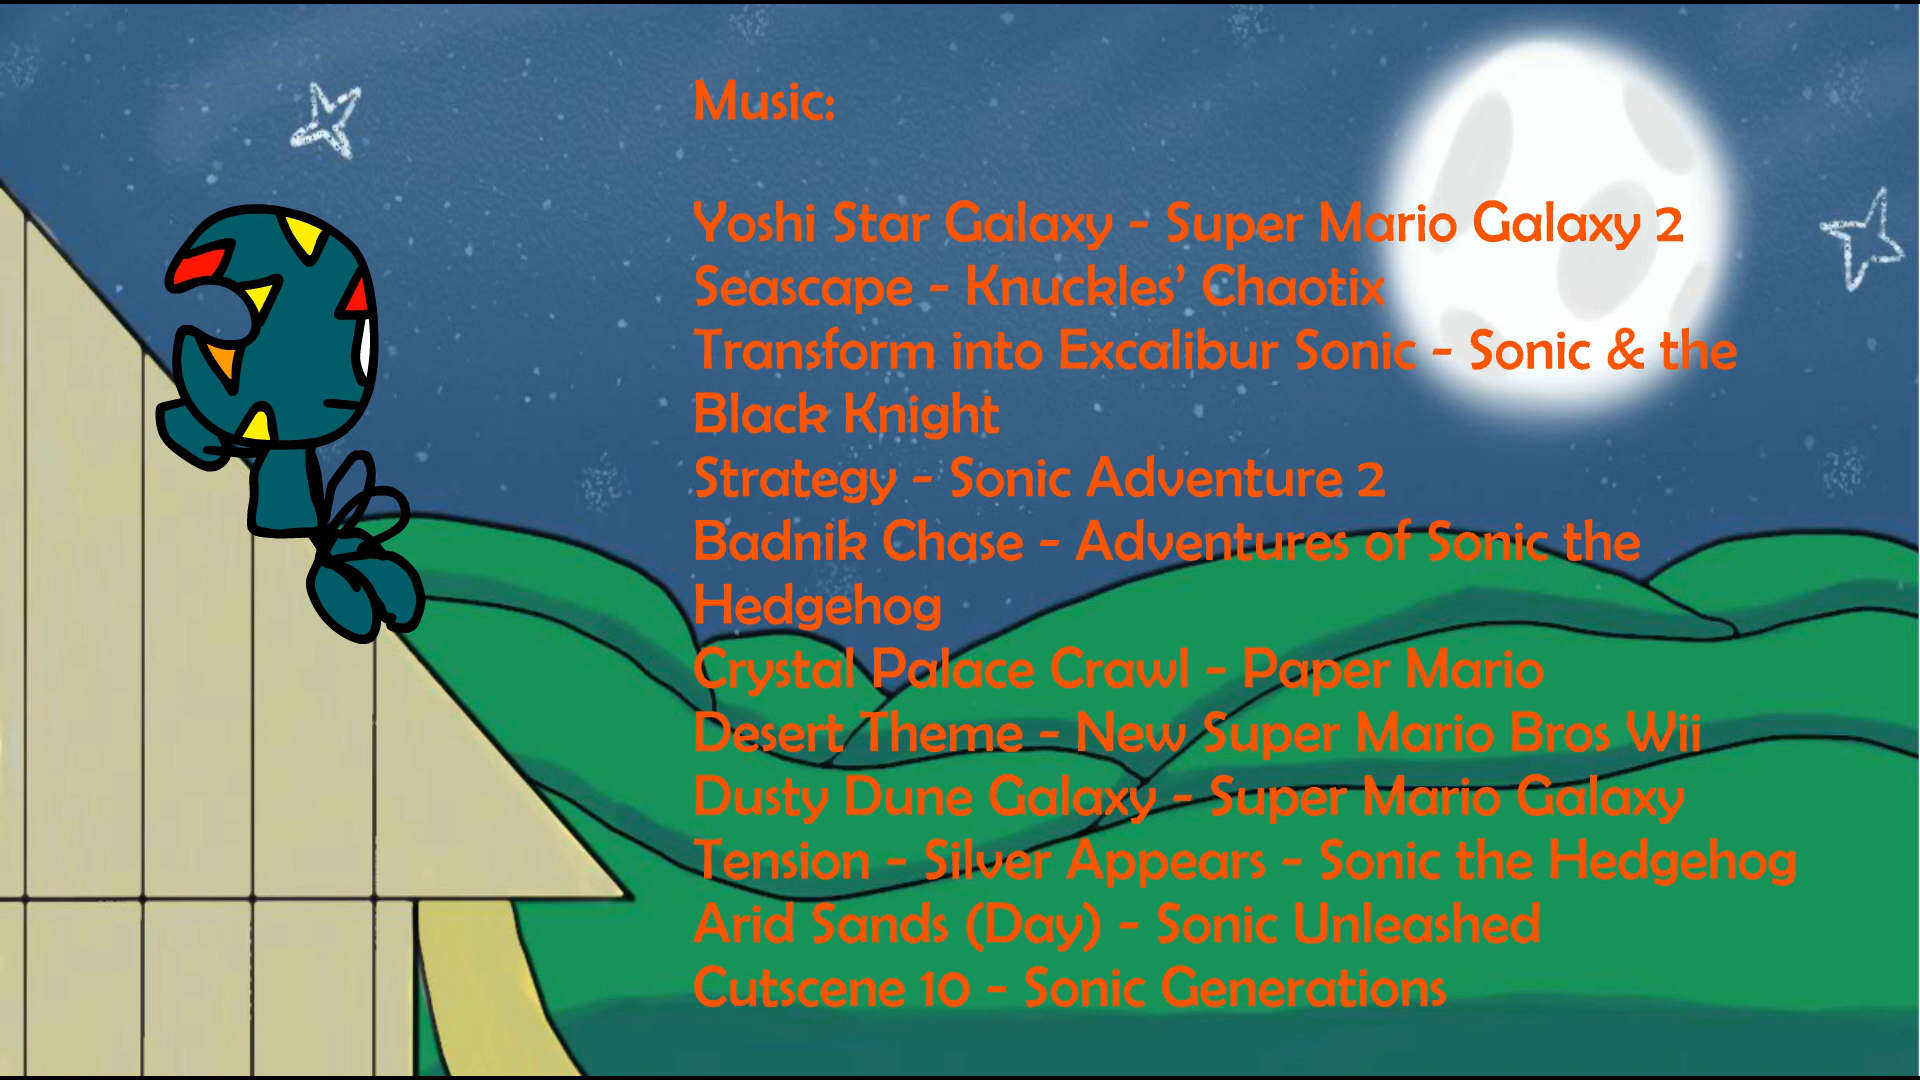 Music:
Yoshi Star Galaxy - Super Mario Galaxy 2
Seascape - Knuckles’ Chaotix
Transform into Excalibur Sonic - Sonic & the
Black Knight
Strategy - Sonic Adventure 2
Badnik Chase - Adventures of Sonic the
Hedgehog
Crystal Palace Crawl - Paper Mario
Desert Theme - New Super Mario Bros Wii
Dusty Dune Galaxy - Super Mario Galaxy
Tension - Silver Appears - Sonic the Hedgehog
Arid Sands (Day) - Sonic Unleashed
Cutscene 10 - Sonic Generations